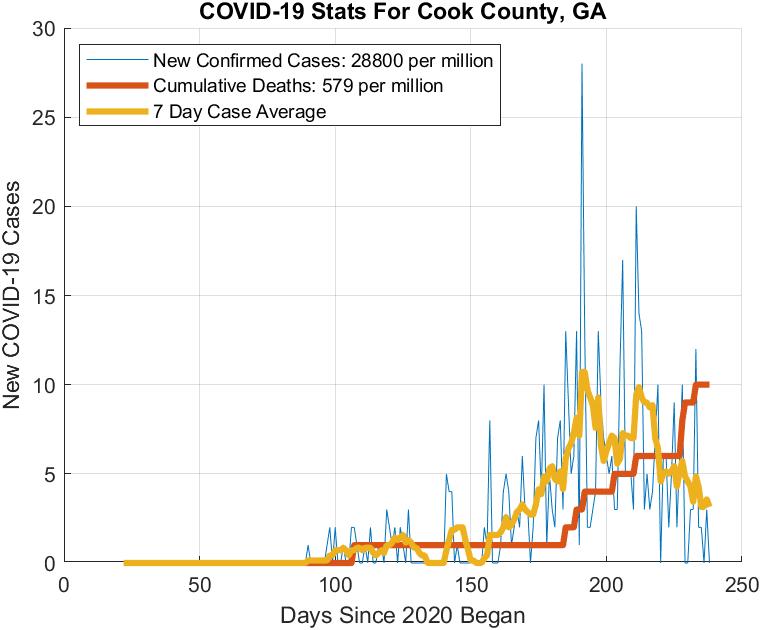 COVID-19 Stats For Cook County, GA
New Confirmed Cases: 28800 per million
Cumulative Deaths: 579 per million
7 Day Case Average
New COVID-19 Cases
30
25
20
15
10
5
0
0 50 100 150 200 250
Days Since 2020 Began